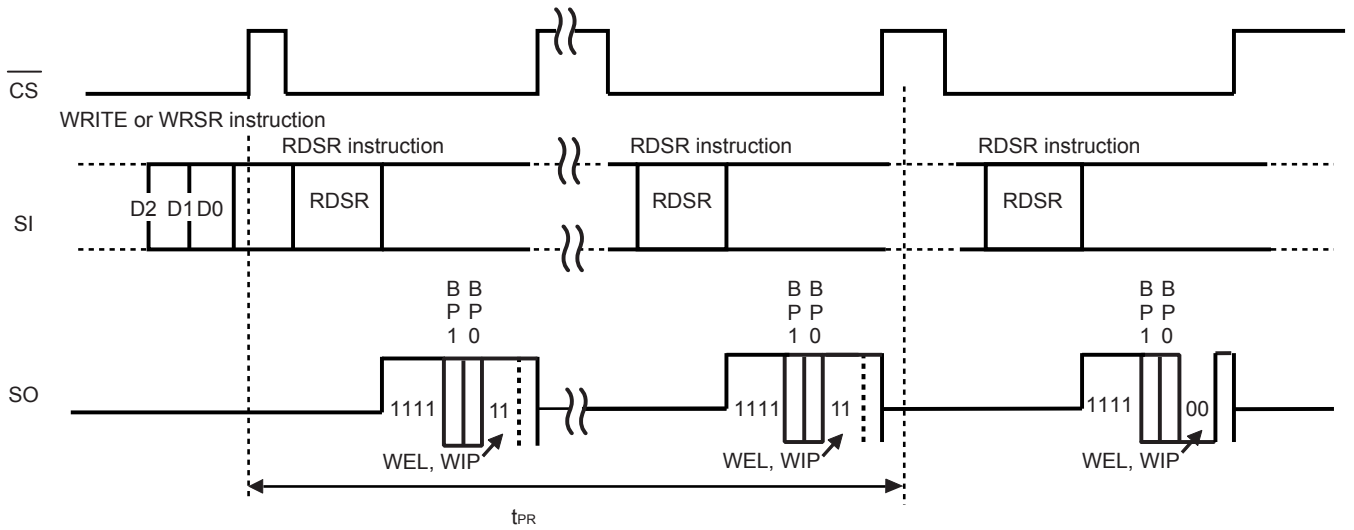 CS
WRITE or WRSR instruction
RDSR instruction
RDSR instruction
RDSR instruction
SI
D2 D1 D0
RDSR
RDSR
RDSR
B B
P P
1 0
B B
P P
1 0
B B
P P
1 0
SO
1111
11
1111
11
1111
00
WEL, WIP
WEL, WIP
WEL, WIP
tPR